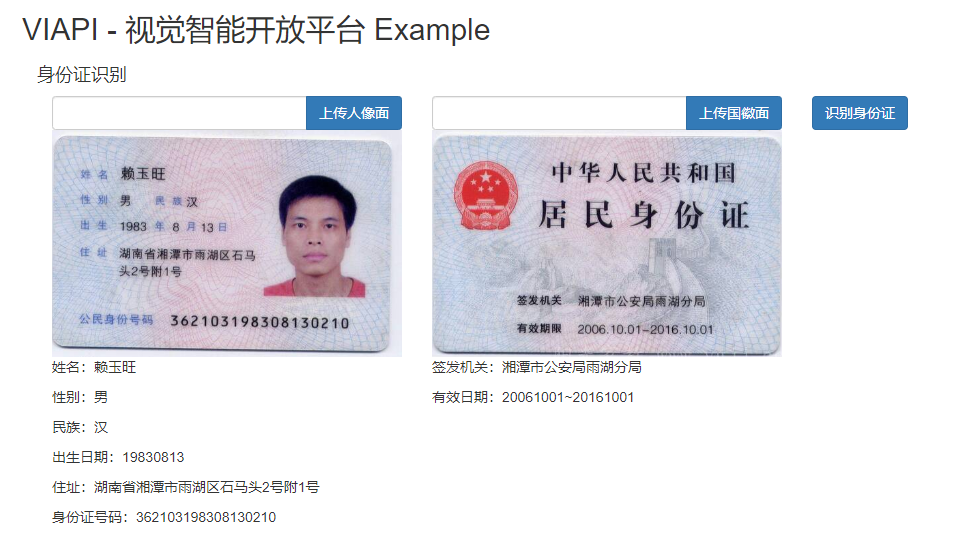 VIAPI - 视觉智能开放平台 Example
身份证识别
上传人像面
上传国徽面
识别身份证
姓名 赖玉旺
性别 男 民族 汉
出生 1983 年 8 月 13 日
住址 湖南省湘潭市雨湖区石马
头2号附1号
公民身份号码 362103198308130210
中华人民共和国
居民身份证
签发机关 湘潭市公安局雨湖分局
有效期限 2006.10.01-2016.10.01
姓名：赖玉旺
性别：男
民族：汉
出生日期：19830813
住址：湖南省湘潭市雨湖区石马头2号附1号
身份证号码：362103198308130210
签发机关：湘潭市公安局雨湖分局
有效日期：20061001~20161001